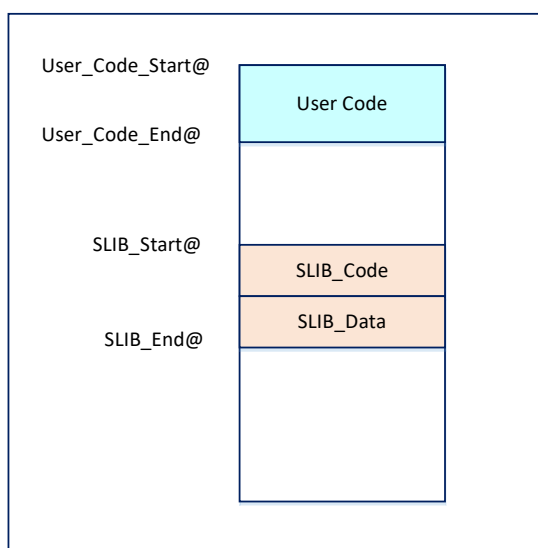 User_Code_Start@
User Code
User_Code_End@
SLIB_Start@
SLIB_Code
SLIB_Data
SLIB_End@